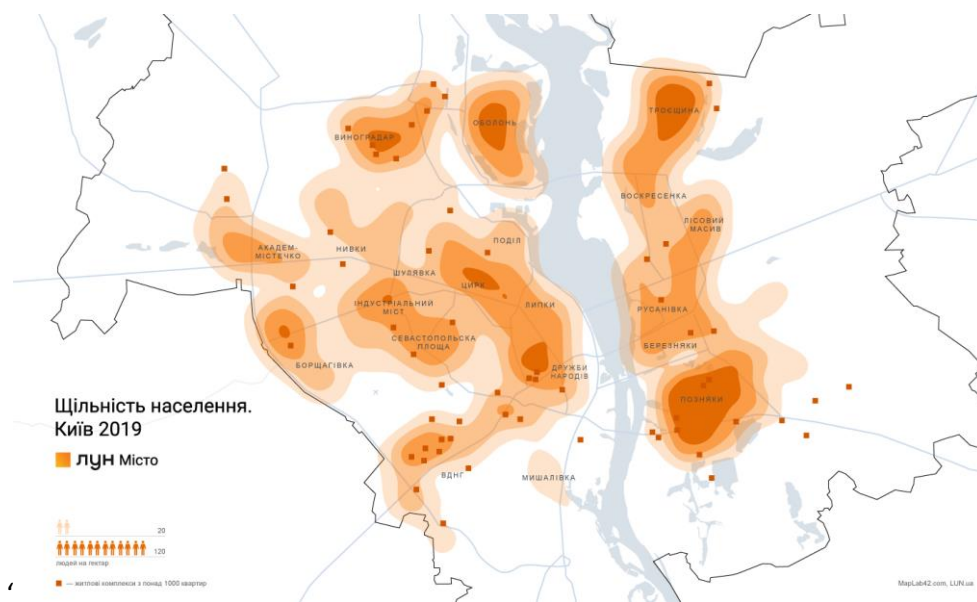 ТРОЄЩИНА
ОБОЛОНЬ
ВИНОГРАДАР
ВОСКРЕСЕНКА
ЛІСОВИЙ
МАСИВ
АКАДЕМ-
МІСТЕЧКО
НИВКИ
ПОДІЛ
ШУЛЯВКА
ЦИРК
ІНДУСТРІАЛЬНИЙ
МІСТ
ЛИПКИ
РУСАНІВКА
СЕВАСТОПОЛЬСЬКА
ПЛОЩА
БЕРЕЗНЯКИ
БОРЩАГІВКА
ДРУЖБИ
НАРОДІВ
ПОЗНЯКИ
ВДНГ
МИШАЛІВКА
Щільність населення.
Київ 2019
ЛУН Місто
20
120
людей на гектар
— житлові комплекси з понад 1000 квартир
MapLab42.com, LUN.ua